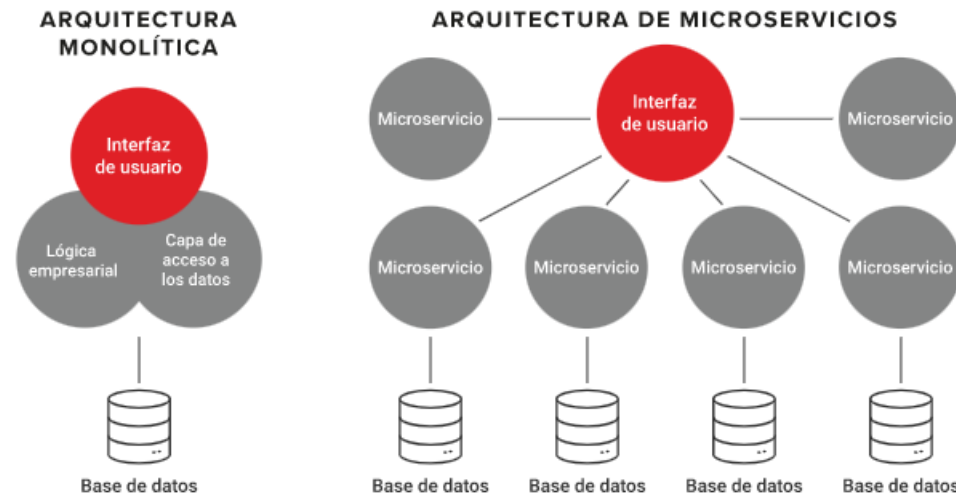 ARQUITECTURA
MONOLÍTICA
Interfaz
de usuario
Lógica
empresarial
Capa de
acceso a
los datos
Base de datos
ARQUITECTURA DE MICROSERVICIOS
Microservicio
Interfaz
de usuario
Microservicio
Microservicio
Microservicio
Microservicio
Microservicio
Base de datos
Base de datos
Base de datos
Base de datos